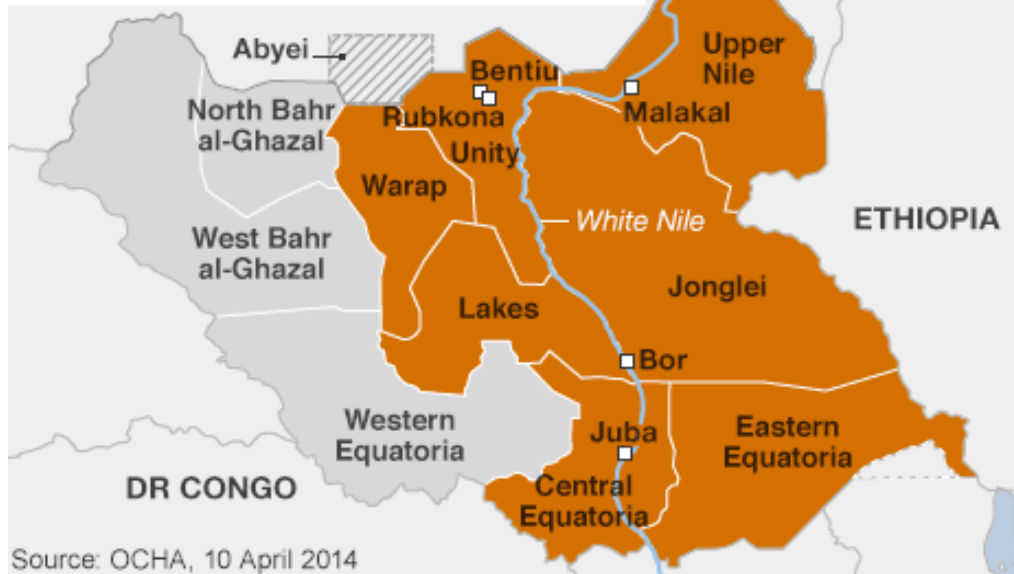 Abyei
Upper
Nile
Bentiu
North Bahr
al-Ghazal
Rubkona
Malakal
Unity
Warap
White Nile
ETHIOPIA
West Bahr
al-Ghazal
Jonglei
Lakes
Bor
Western
Equatoria
Juba
Eastern
Equatoria
DR CONGO
Central
Equatoria
Source: OCHA, 10 April 2014